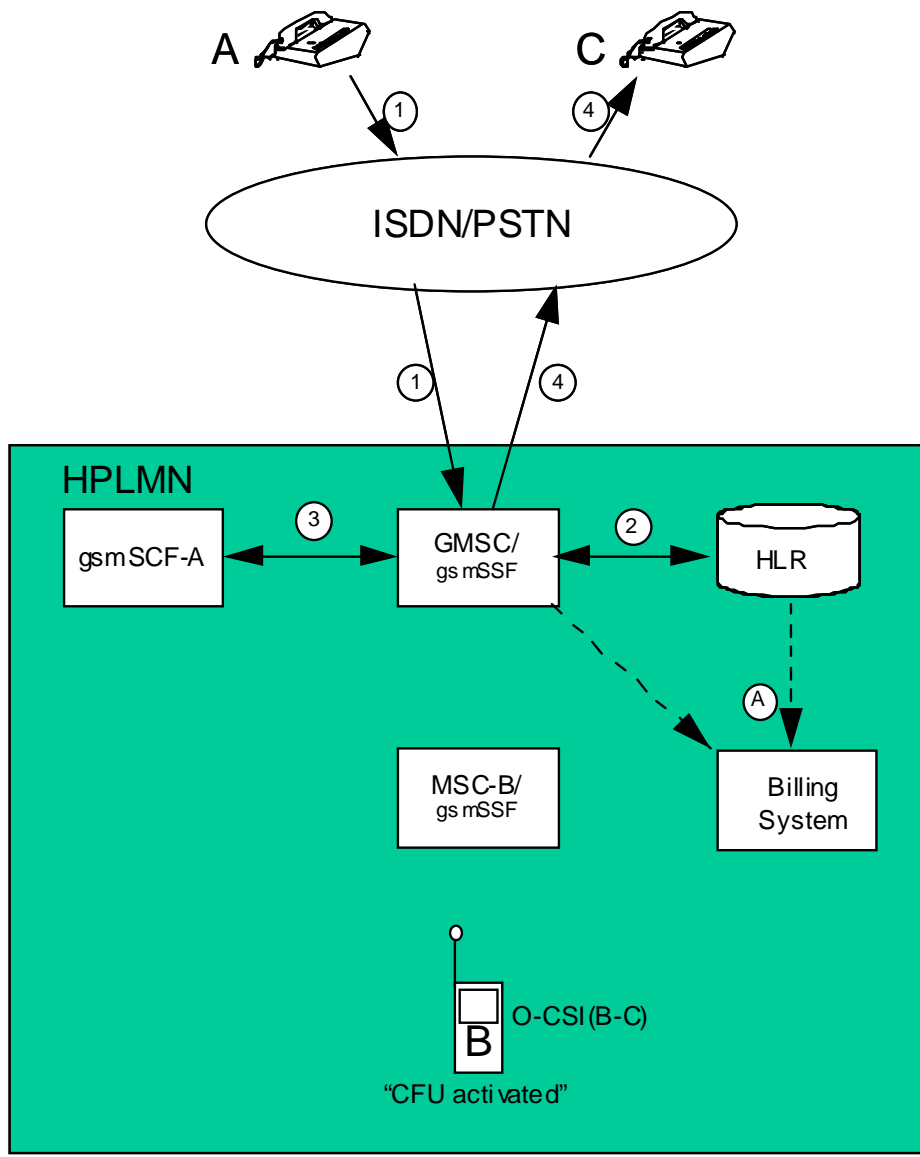 A
C
1
4
ISDN/PSTN
1
4
HPLMN
gsmSCF-A
3
GMSC/
gsmSSF
2
HLR
A
MSC-B/
gsmSSF
Billing
System
O-CSI(B-C)
B
“CFU activated”